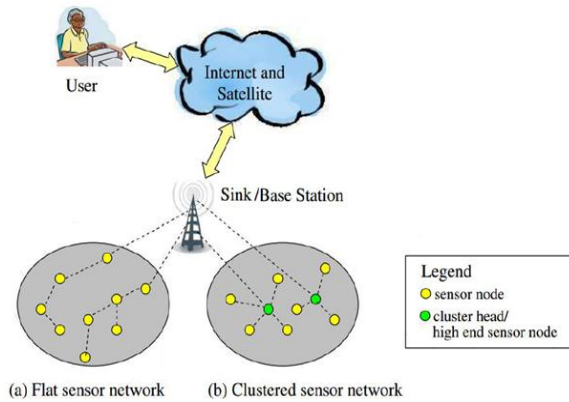 User
Internet and
Satellite
Sink/Base Station
Legend
sensor node
cluster head/
high end sensor node
(a) Flat sensor network
(b) Clustered sensor network